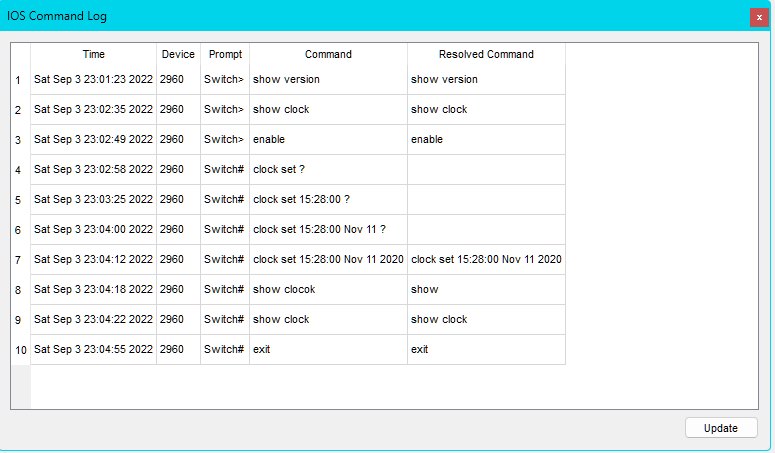 IOS Command Log
x
Time Device Prompt Command Resolved Command
1 Sat Sep 3 23:01:23 2022 2960 Switch> show version show version
2 Sat Sep 3 23:02:35 2022 2960 Switch> show clock show clock
3 Sat Sep 3 23:02:49 2022 2960 Switch> enable enable
4 Sat Sep 3 23:02:58 2022 2960 Switch# clock set ?
5 Sat Sep 3 23:03:25 2022 2960 Switch# clock set 15:28:00 ?
6 Sat Sep 3 23:04:00 2022 2960 Switch# clock set 15:28:00 Nov 11 ?
7 Sat Sep 3 23:04:12 2022 2960 Switch# clock set 15:28:00 Nov 11 2020 clock set 15:28:00 Nov 11 2020
8 Sat Sep 3 23:04:18 2022 2960 Switch# show clocok show
9 Sat Sep 3 23:04:22 2022 2960 Switch# show clock show clock
10 Sat Sep 3 23:04:55 2022 2960 Switch# exit exit
Update